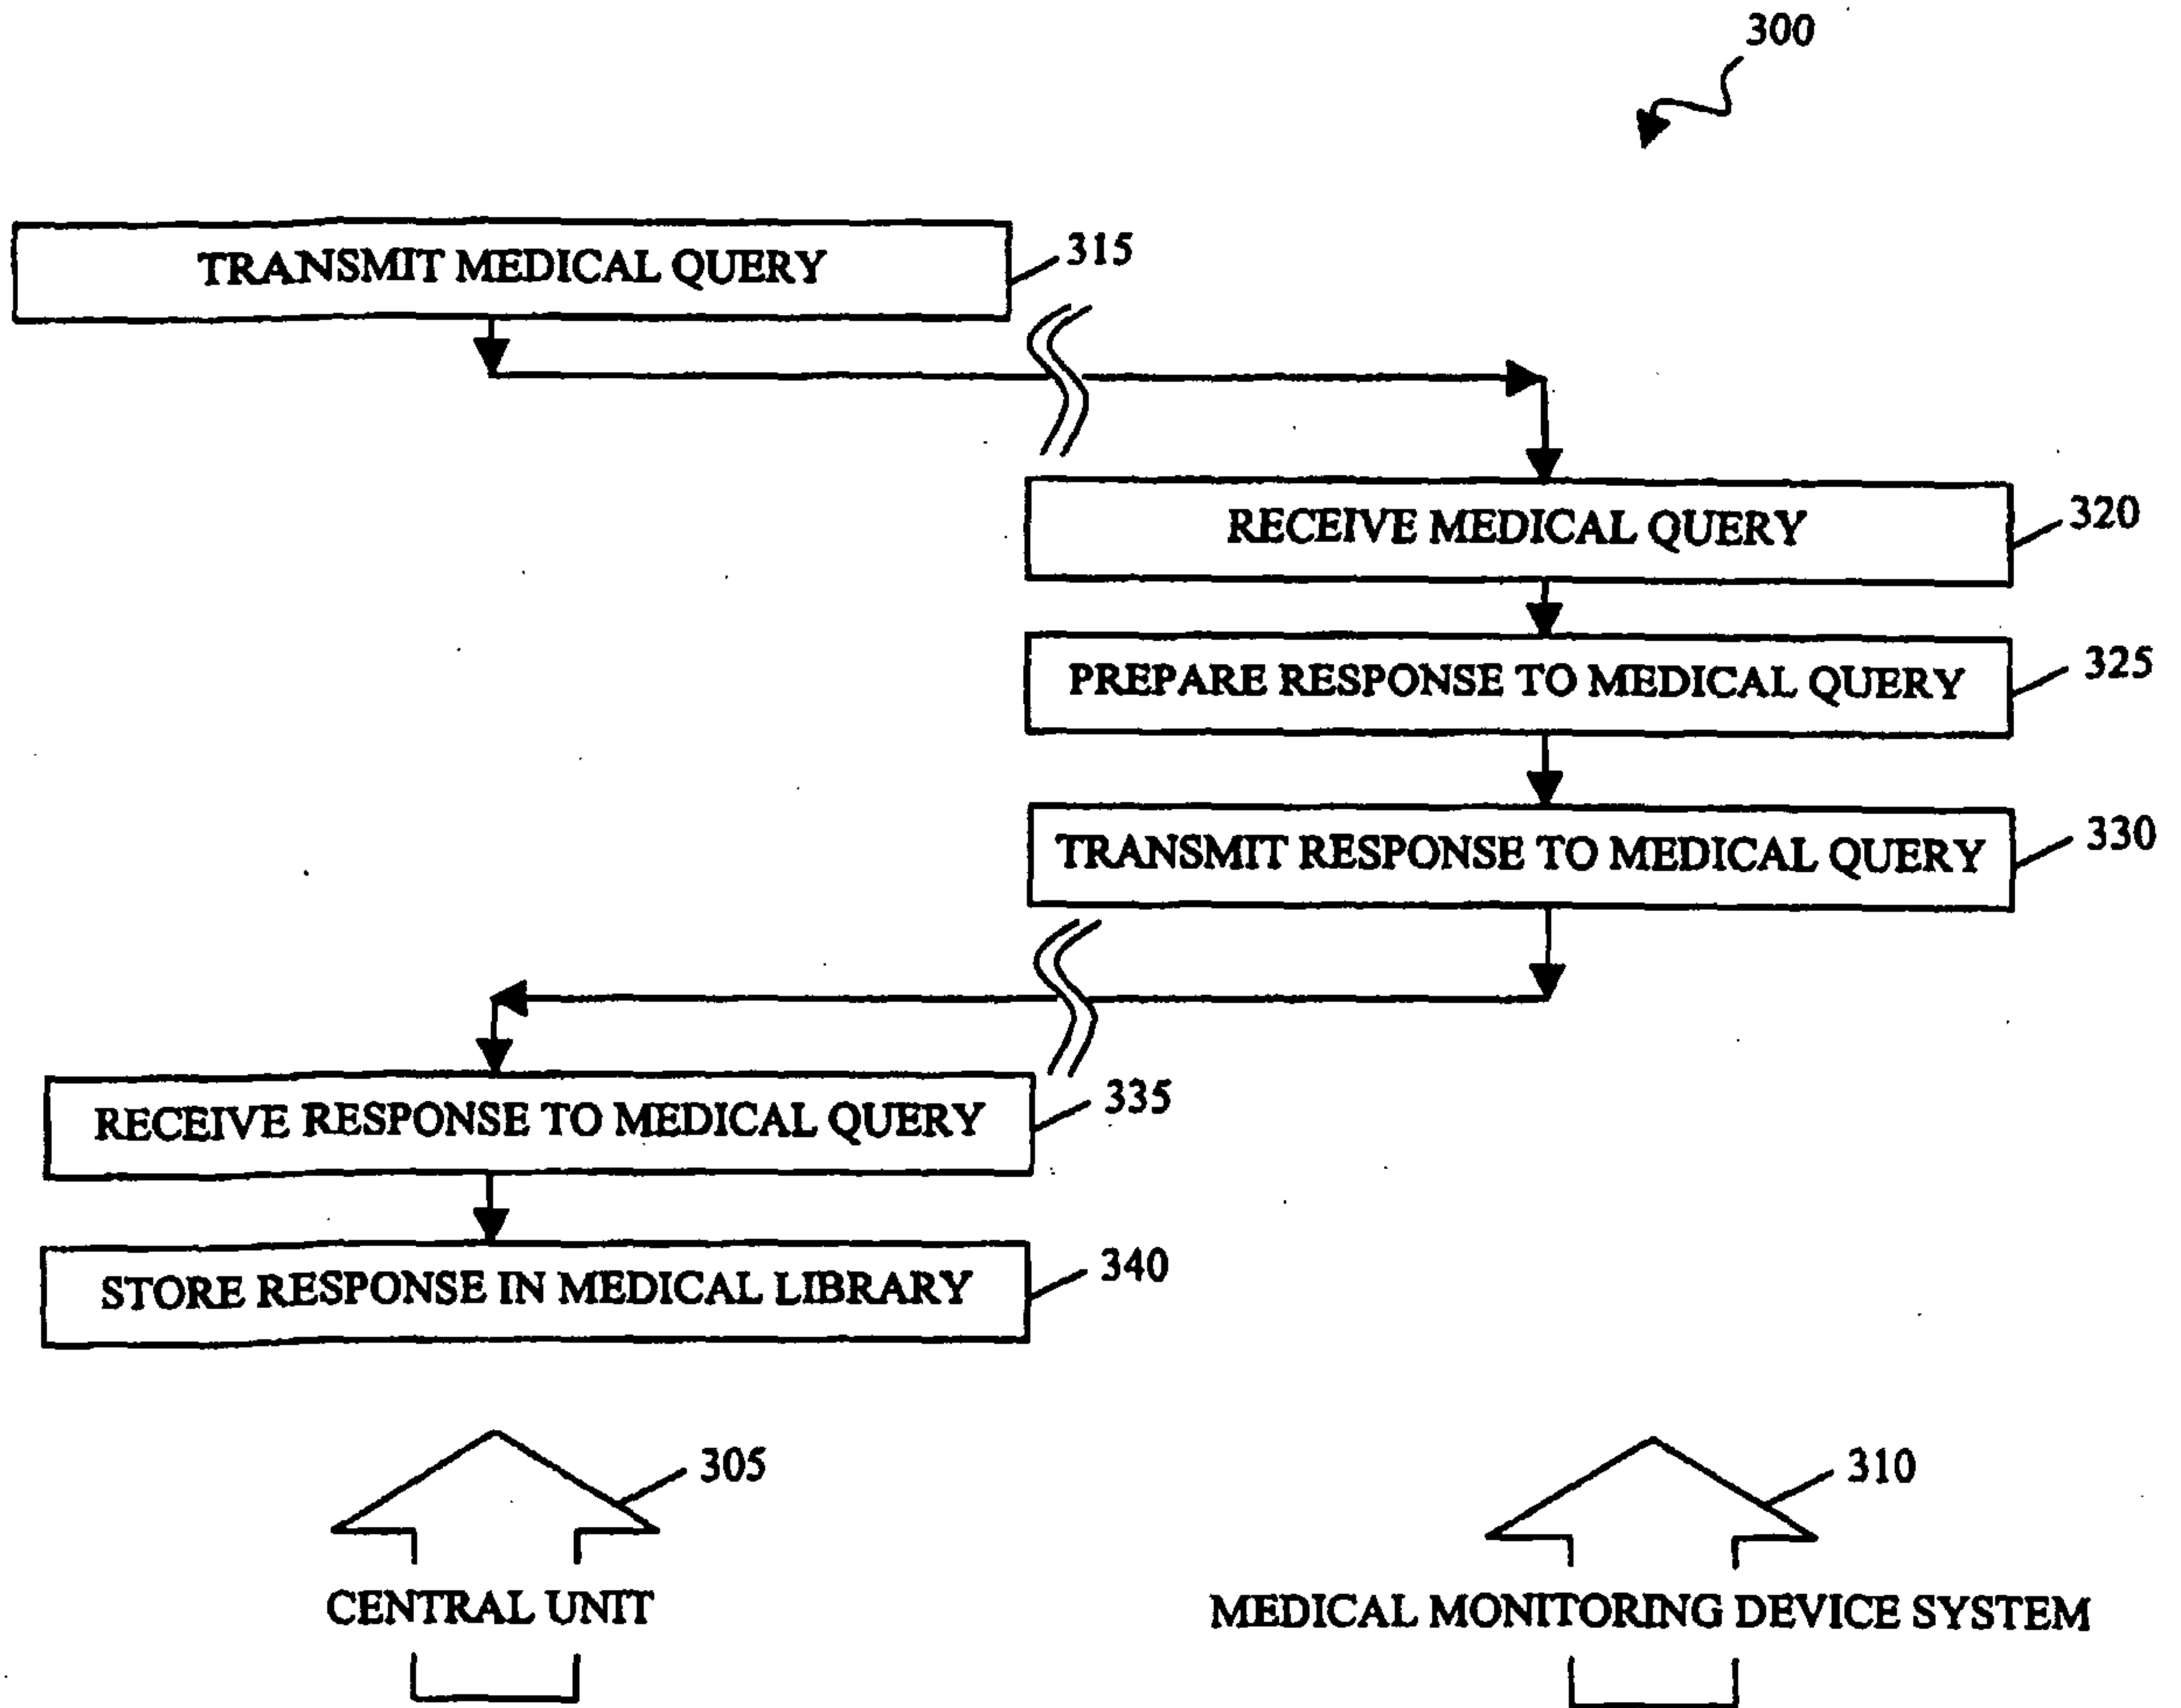 300
TRANSMIT MEDICAL QUERY
315
RECEIVE MEDICAL QUERY
320
PREPARE RESPONSE TO MEDICAL QUERY
325
TRANSMIT RESPONSE TO MEDICAL QUERY
330
RECEIVE RESPONSE TO MEDICAL QUERY
335
STORE RESPONSE IN MEDICAL LIBRARY
340
305
310
CENTRAL UNIT
MEDICAL MONITORING DEVICE SYSTEM